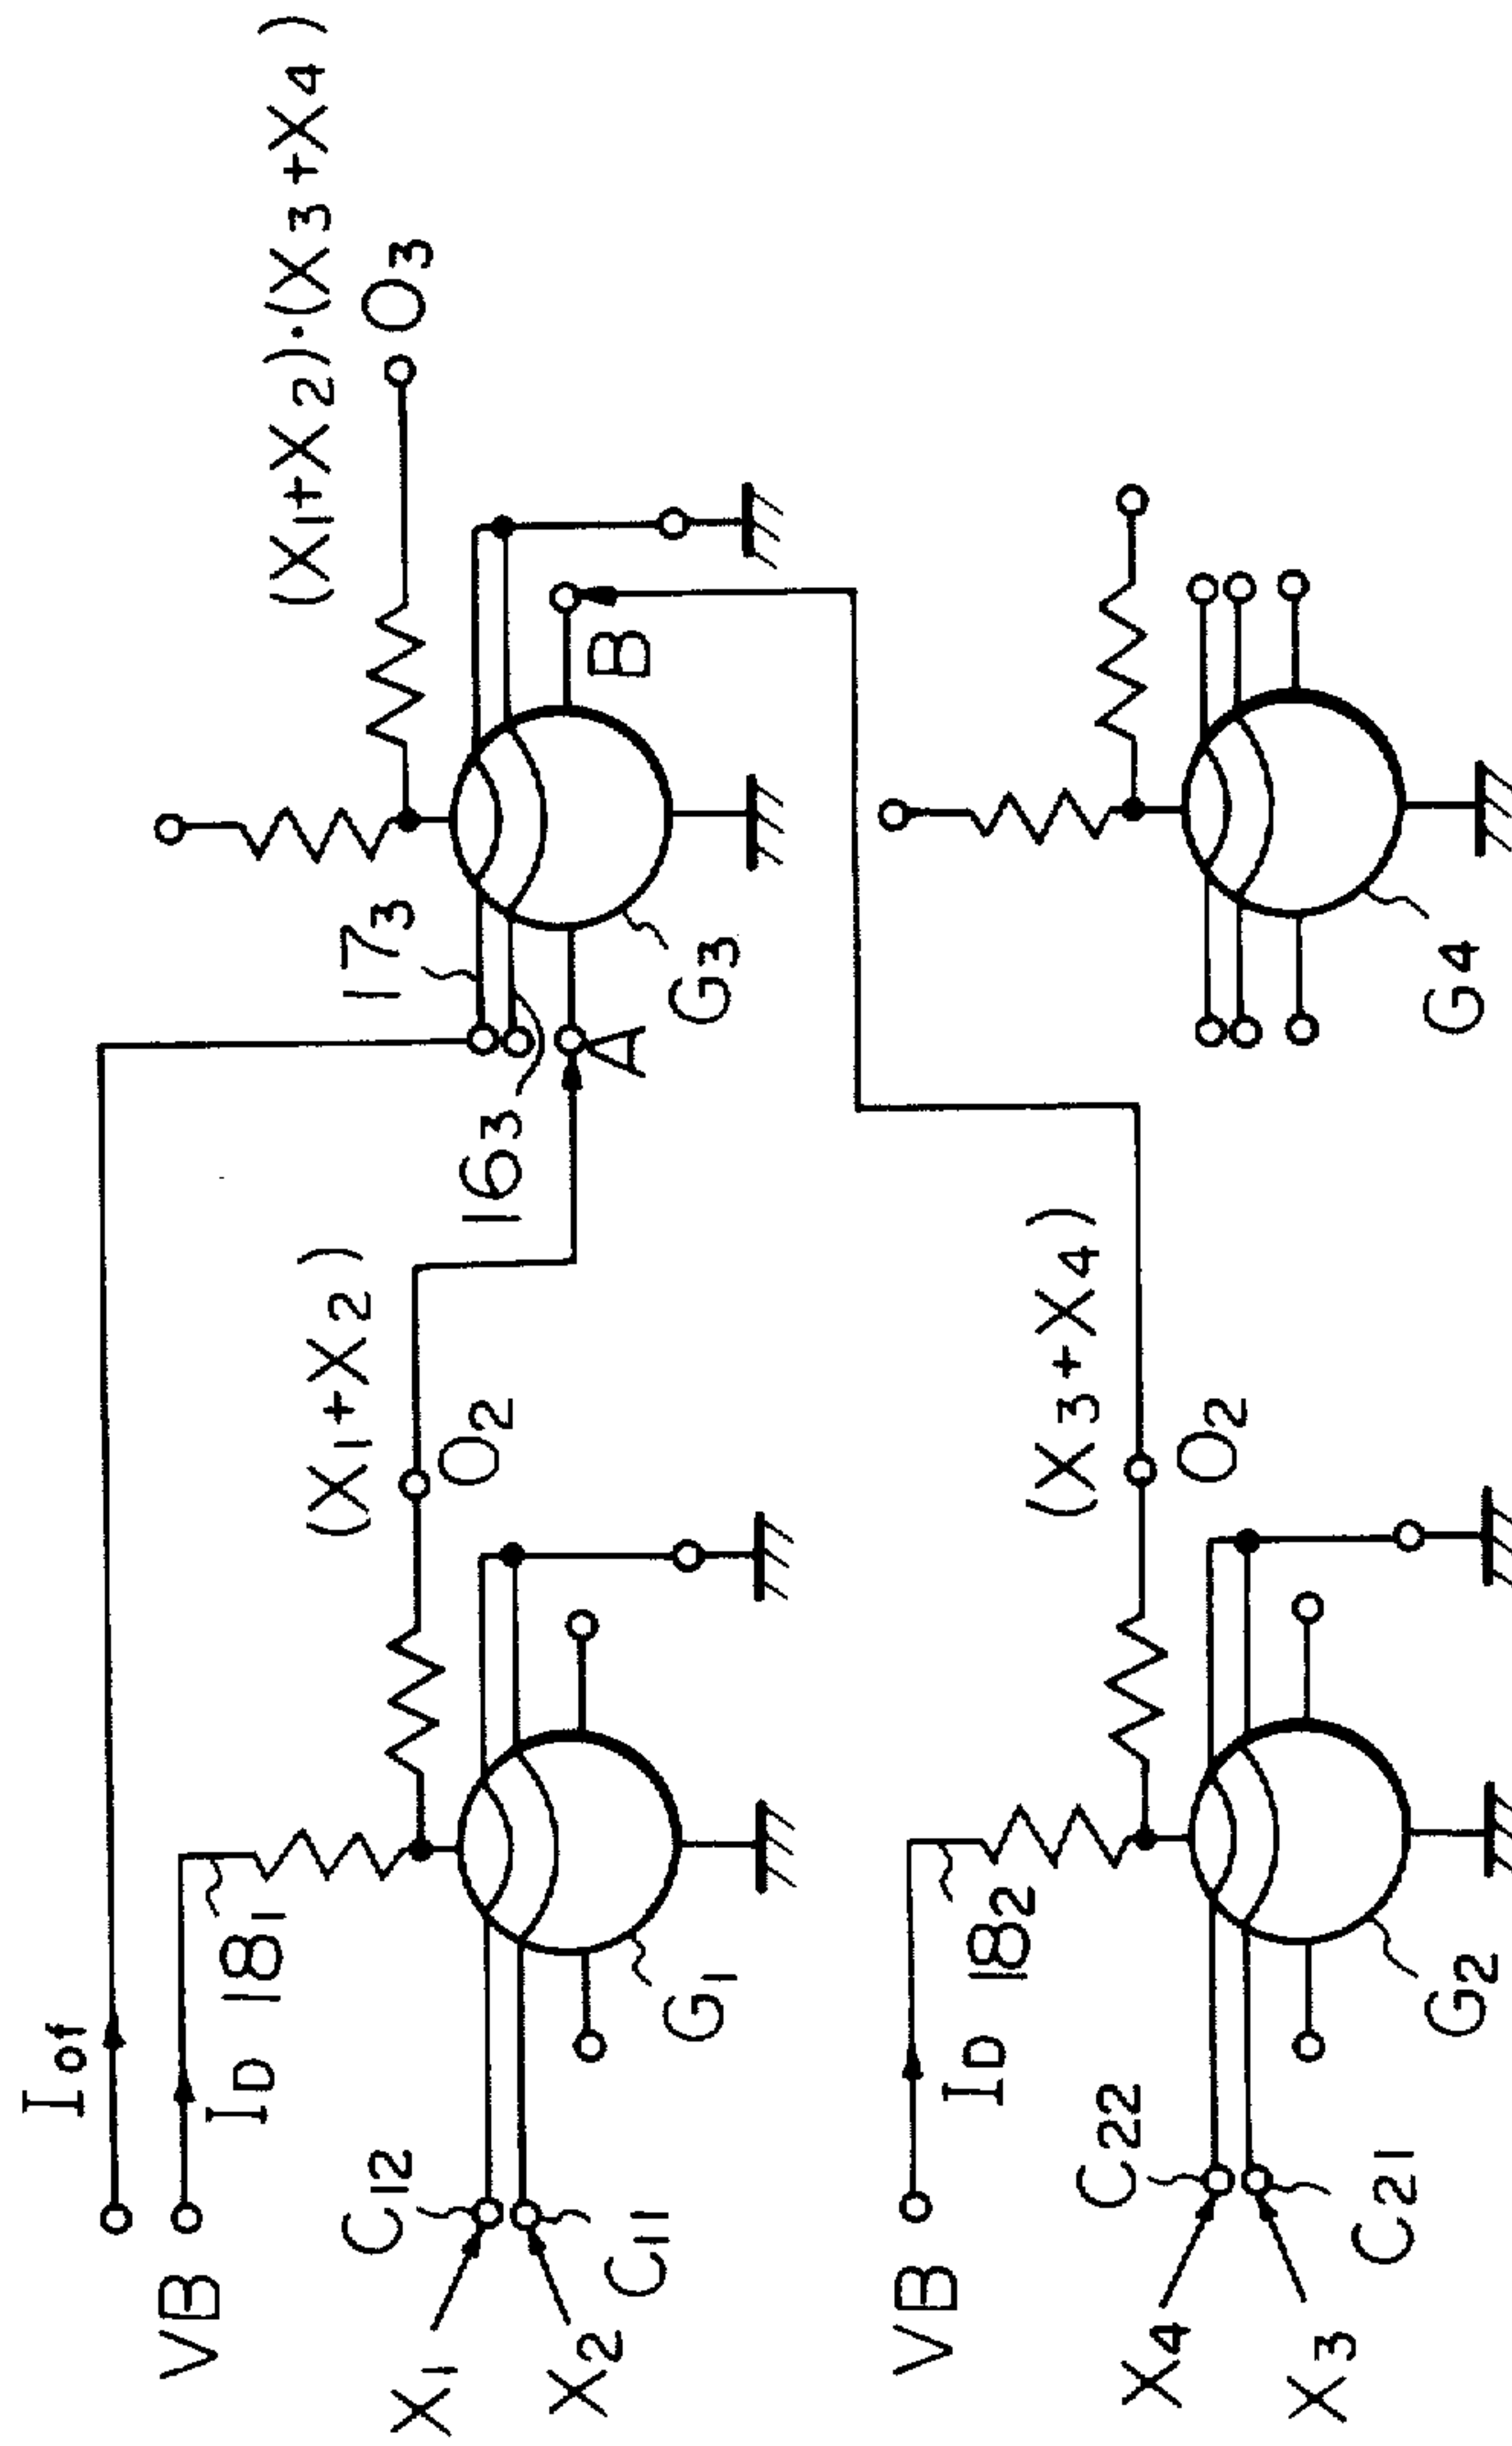 (X1+X2)·(X3+X4)
O3
Iof
VB
ID
181
(X1+X2)
O2
173
163
A
B
G3
C12
X1
X2
C11
G1
VB
ID
182
(X3+X4)
O2
C22
X4
X3
C21
G2
G4